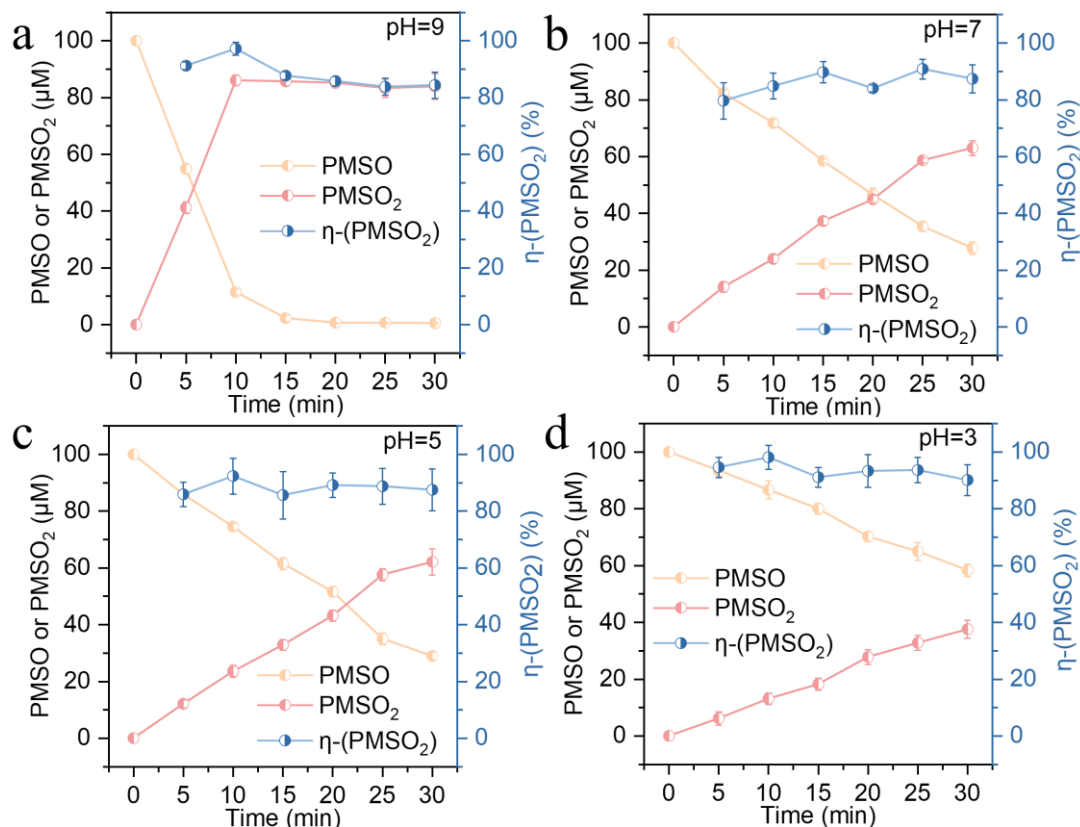 a
pH=9
PMSO or PMSO₂ (μM)
100
80
60
40
20
0
PMSO
PMSO₂
η-(PMSO₂)
100
80
60
40
20
0
η-(PMSO₂) (%)
0 5 10 15 20 25 30
Time (min)
b
pH=7
PMSO or PMSO₂ (μM)
100
80
60
40
20
0
PMSO
PMSO₂
η-(PMSO₂)
100
80
60
40
20
0
η-(PMSO₂) (%)
0 5 10 15 20 25 30
Time (min)
c
pH=5
PMSO or PMSO₂ (μM)
100
80
60
40
20
0
PMSO
PMSO₂
η-(PMSO₂)
100
80
60
40
20
0
η-(PMSO2) (%)
0 5 10 15 20 25 30
Time (min)
d
pH=3
PMSO or PMSO₂ (μM)
100
80
60
40
20
0
PMSO
PMSO₂
η-(PMSO₂)
100
80
60
40
20
0
η-(PMSO₂) (%)
0 5 10 15 20 25 30
Time (min)